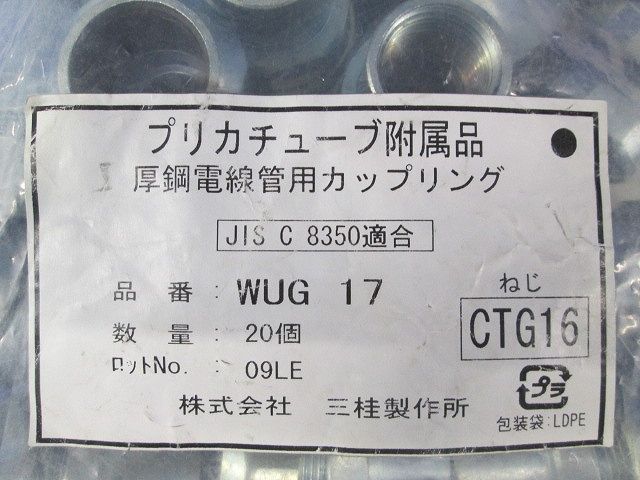 プリカチューブ附属品
厚鋼電線管用カップリング
JIS C 8350適合
品番: WUG 17
数量: 20個
ロットNo.: 09LE
ねじ
CTG16
プラ
包装袋:LDPE
株式会社 三桂製作所